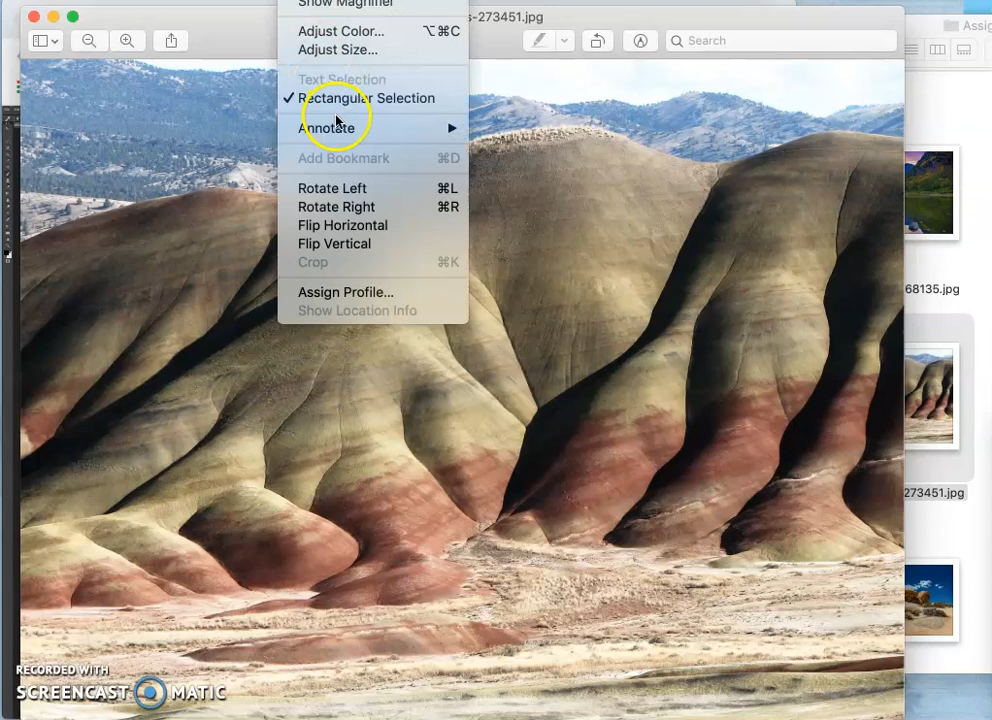 Show Magnifier
s-273451.jpg
Adjust Color... ⌥⌘C
Adjust Size...
Search
Assig
Text Selection
✓ Rectangular Selection
Annotate ▶
Add Bookmark ⌘D
Rotate Left ⌘L
Rotate Right ⌘R
Flip Horizontal
Flip Vertical
Crop ⌘K
Assign Profile...
Show Location Info
68135.jpg
273451.jpg
RECORDED WITH
SCREENCAST MATIC